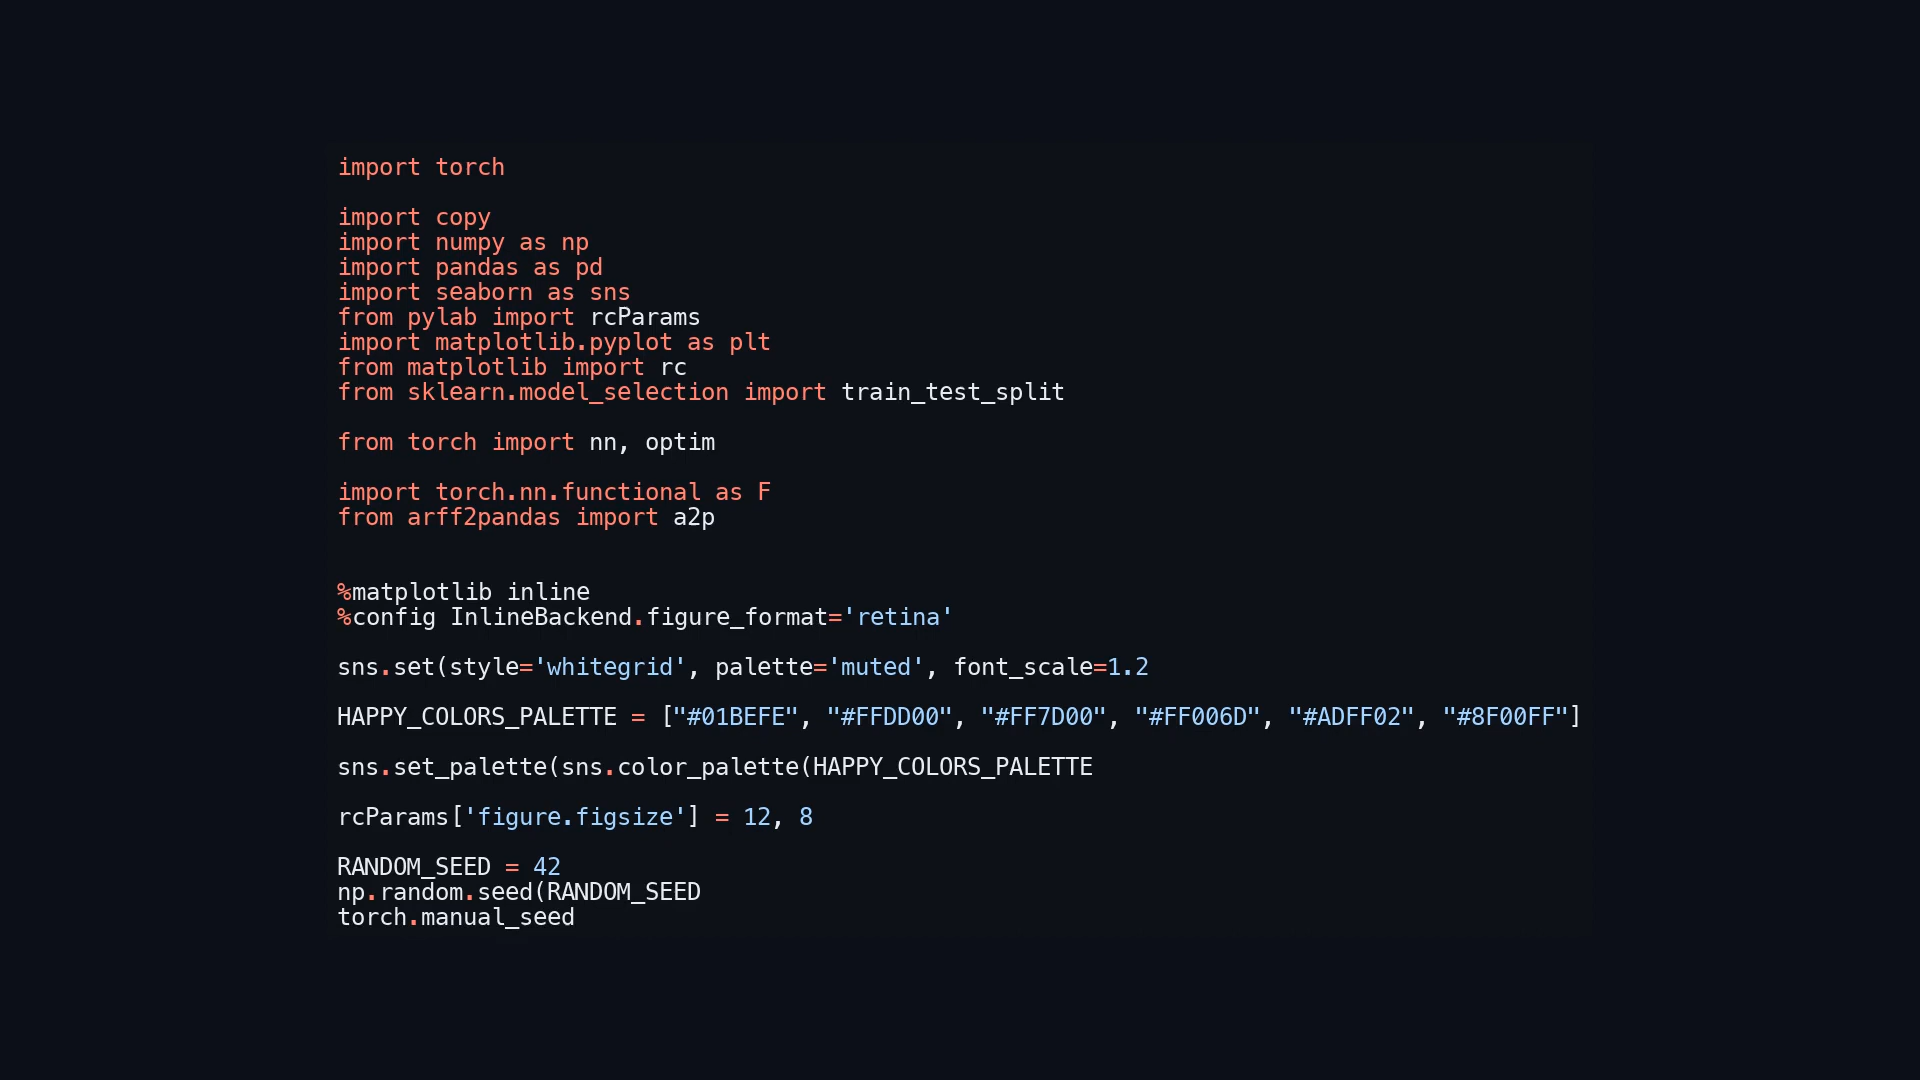 import torch
import copy
import numpy as np
import pandas as pd
import seaborn as sns
from pylab import rcParams
import matplotlib.pyplot as plt
from matplotlib import rc
from sklearn.model_selection import train_test_split
from torch import nn, optim
import torch.nn.functional as F
from arff2pandas import a2p
%matplotlib inline
%config InlineBackend.figure_format='retina'
sns.set(style='whitegrid', palette='muted', font_scale=1.2
HAPPY_COLORS_PALETTE = ["#01BEFE", "#FFDD00", "#FF7D00", "#FF006D", "#ADFF02", "#8F00FF"]
sns.set_palette(sns.color_palette(HAPPY_COLORS_PALETTE
rcParams['figure.figsize'] = 12, 8
RANDOM_SEED = 42
np.random.seed(RANDOM_SEED
torch.manual_seed